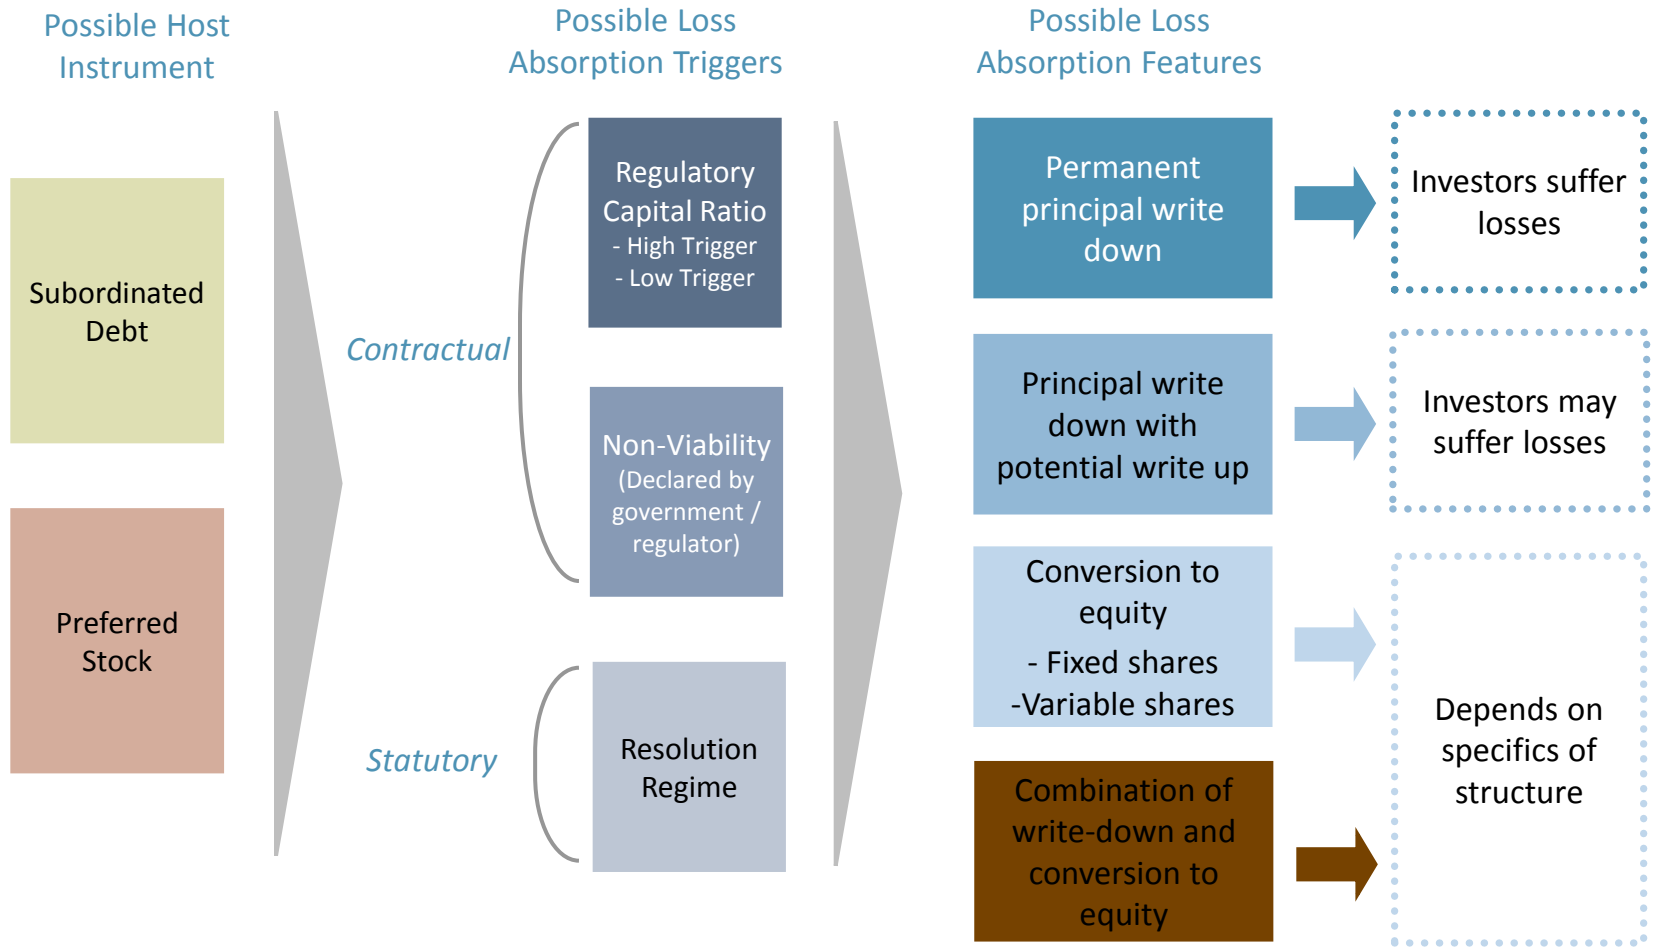 Possible Host
Instrument
Subordinated
Debt
Preferred
Stock
Possible Loss
Absorption Triggers
Contractual
Regulatory
Capital Ratio
- High Trigger
- Low Trigger
Non-Viability
(Declared by
government /
regulator)
Statutory
Resolution
Regime
Possible Loss
Absorption Features
Permanent
principal write
down
Investors suffer
losses
Principal write
down with
potential write up
Investors may
suffer losses
Conversion to
equity
- Fixed shares
-Variable shares
Combination of
write-down and
conversion to
equity
Depends on
specifics of
structure